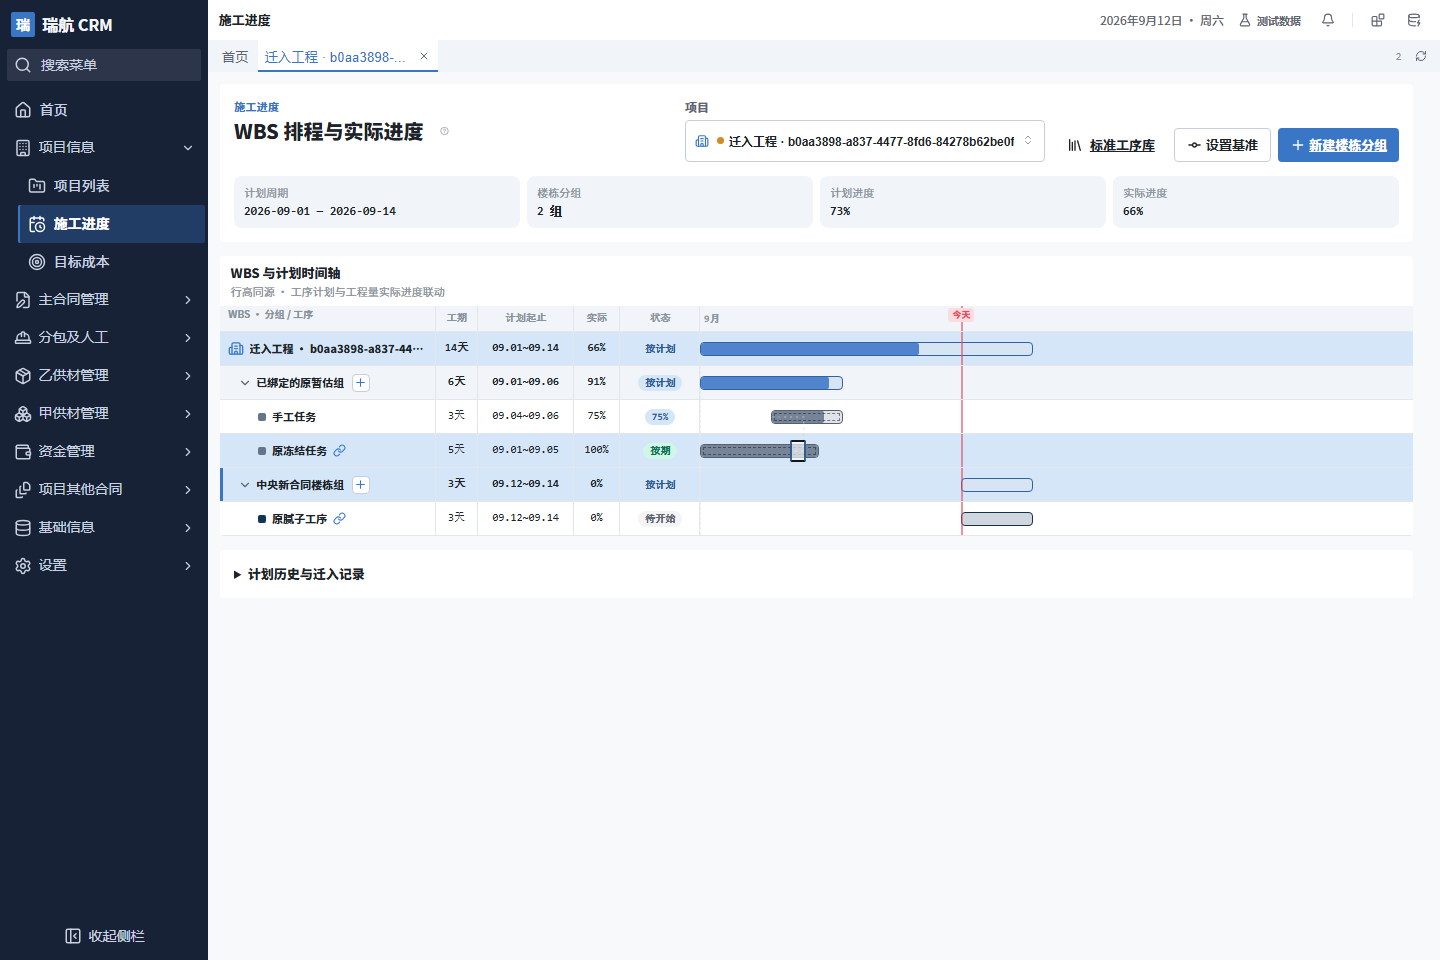 瑞 瑞航 CRM
搜索菜单
首页
项目信息
项目列表
施工进度
目标成本
主合同管理
分包及人工
乙供材管理
甲供材管理
资金管理
项目其他合同
基础信息
设置
收起侧栏
施工进度
2026年9月12日 • 周六 测试数据
首页 迁入工程 · b0aa3898-... 2
施工进度
WBS 排程与实际进度
项目
迁入工程 · b0aa3898-a837-4477-8fd6-84278b62be0f
标准工序库 设置基准 新建楼栋分组
计划周期
2026-09-01 — 2026-09-14
楼栋分组
2 组
计划进度
73%
实际进度
66%
WBS 与计划时间轴
行高同源 • 工序计划与工程量实际进度联动
WBS • 分组 / 工序 工期 计划起止 实际 状态 9月 今天
迁入工程 • b0aa3898-a837-44··· 14天 09.01~09.14 66% 按计划
已绑定的原暂估组 6天 09.01~09.06 91% 按计划
手工任务 3天 09.04~09.06 75% 75%
原冻结任务 5天 09.01~09.05 100% 按期
中央新合同楼栋组 3天 09.12~09.14 0% 按计划
原腻子工序 3天 09.12~09.14 0% 待开始
计划历史与迁入记录